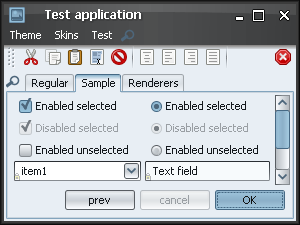 Test application
Theme Skins Test
Regular Sample Renderers
Enabled selected Enabled selected
Disabled selected Disabled selected
Enabled unselected Enabled unselected
item1 Text field
prev cancel OK